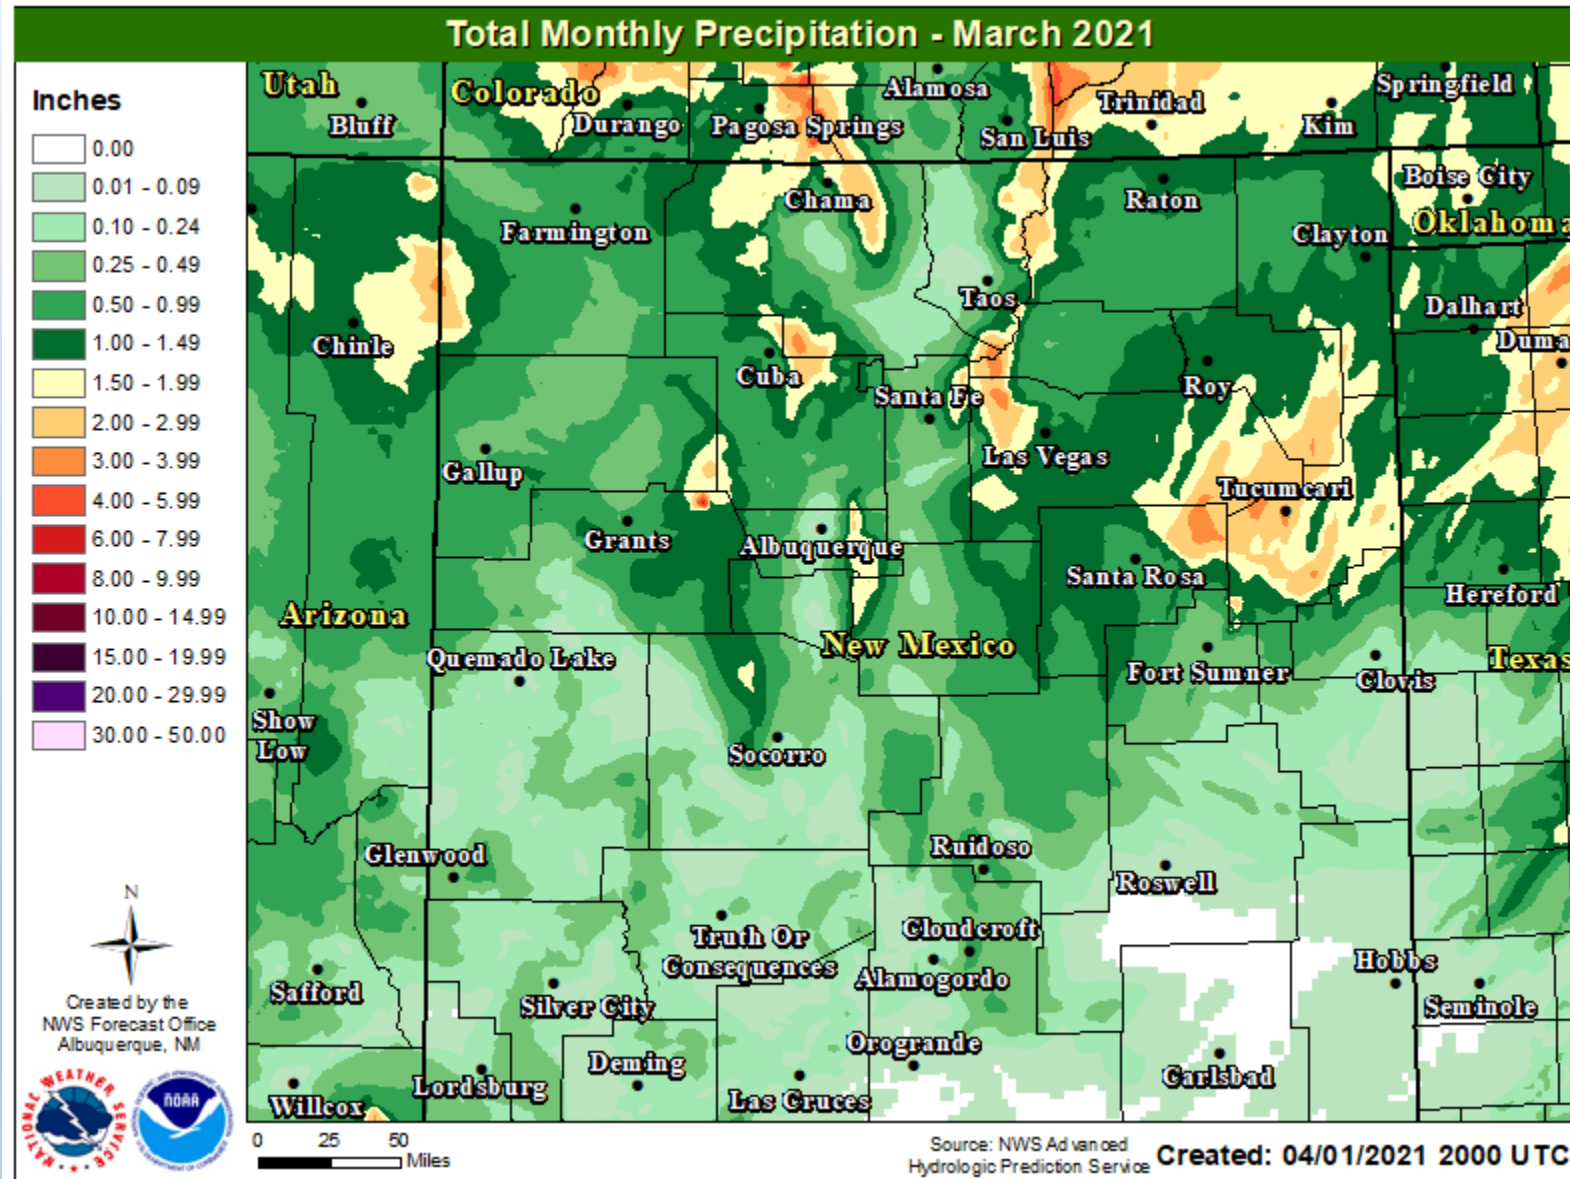 Total Monthly Precipitation - March 2021
Inches
0.00
0.01 - 0.09
0.10 - 0.24
0.25 - 0.49
0.50 - 0.99
1.00 - 1.49
1.50 - 1.99
2.00 - 2.99
3.00 - 3.99
4.00 - 5.99
6.00 - 7.99
8.00 - 9.99
10.00 - 14.99
15.00 - 19.99
20.00 - 29.99
30.00 - 50.00
Utah
Colorado
Alamosa
Springfield
Bluff
Durango
Pagosa Springs
San Luis
Trinidad
Kim
Chama
Raton
Boise City
Farmington
Clayton
Oklahoma
Taos
Dalhart
Chinle
Duma
Cuba
Santa Fe
Roy
Gallup
Las Vegas
Tucumcari
Grants
Albuquerque
Santa Rosa
Hereford
Arizona
New Mexico
Quemado Lake
Fort Sumner
Clovis
Texas
Show
Low
Socorro
Glenwood
Ruidoso
Roswell
Truth Or
Consequences
Cloudcroft
Alamogordo
Hobbs
Safford
Silver City
Seminole
Orogrande
Deming
Carlsbad
Lordsburg
Las Cruces
Willcox
N
Created by the
NWS Forecast Office
Albuquerque, NM
NATIONAL WEATHER SERVICE
NOAA
0 25 50
Miles
Source: NWS Advanced
Hydrologic Prediction Service
Created: 04/01/2021 2000 UTC